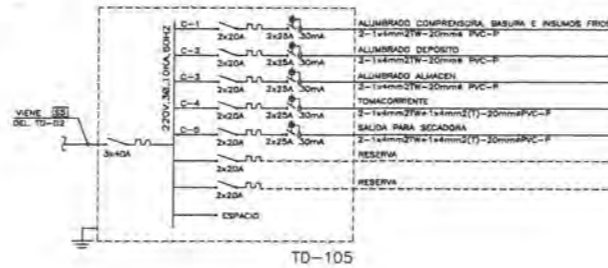 C-1 2x20A 2x25A 30mA ALUMBRADO COMPRENSORA, BASURA E INSUMOS FRIOS
2-1x4mm2TW-20mmø PVC-P
C-2 2x20A 2x25A 30mA ALUMBRADO DEPOSITO
2-1x4mm2TW-20mmø PVC-P
C-3 2x20A 2x25A 30mA ALUMBRADO ALMACEN
2-1x4mm2TW-20mmø PVC-P
C-4 2x20A 2x25A 30mA TOMACORRIENTE
2-1x4mm2TW+1x4mm2(T)-20mmøPVC-P
C-5 2x20A 2x25A 30mA SALIDA PARA SECADORA
2-1x4mm2TW+1x4mm2(T)-20mmøPVC-P
2x20A RESERVA
2x20A RESERVA
ESPACIO
220V,3Ø,10KA,60HZ
VIENE
DEL TD-02
3x40A
TD-105